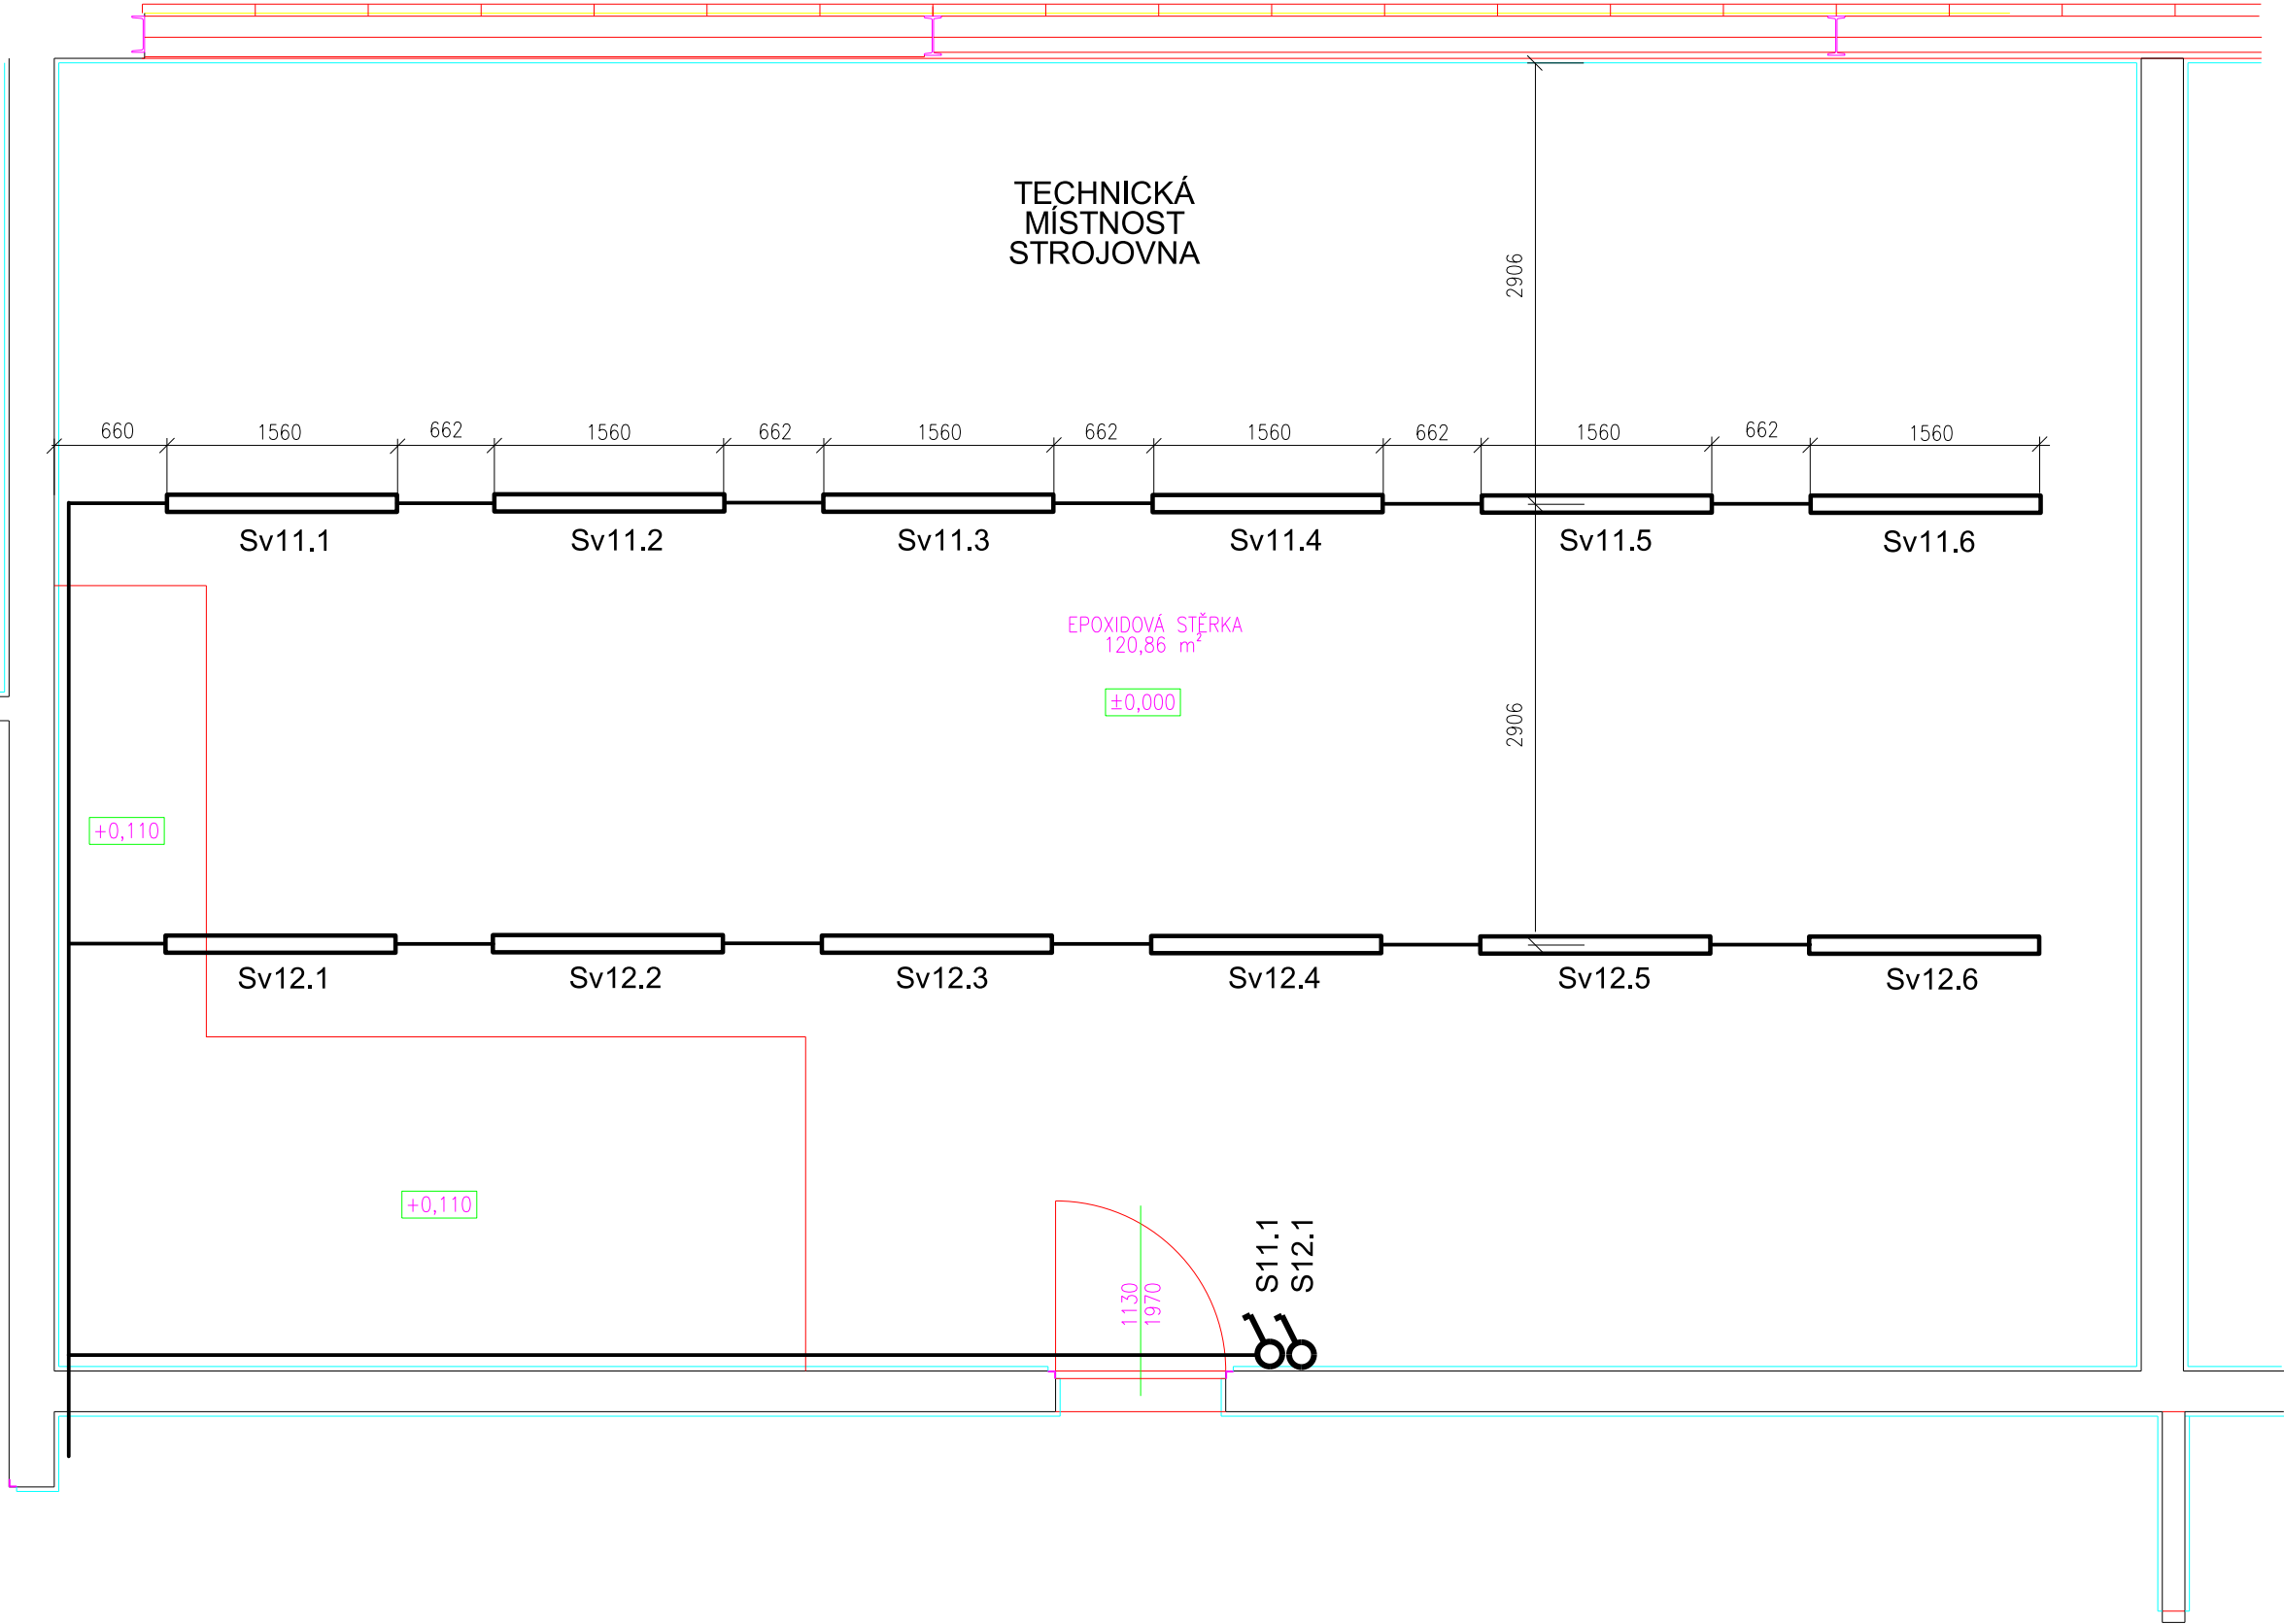 TECHNICKÁ
MÍSTNOST
STROJOVNA
2906
660 1560 662 1560 662 1560 662 1560 662 1560 662 1560
Sv11.1 Sv11.2 Sv11.3 Sv11.4 Sv11.5 Sv11.6
EPOXIDOVÁ STĚRKA
120,86 m²
±0,000
2906
+0,110
Sv12.1 Sv12.2 Sv12.3 Sv12.4 Sv12.5 Sv12.6
+0,110
1130
1970
S11.1
S12.1